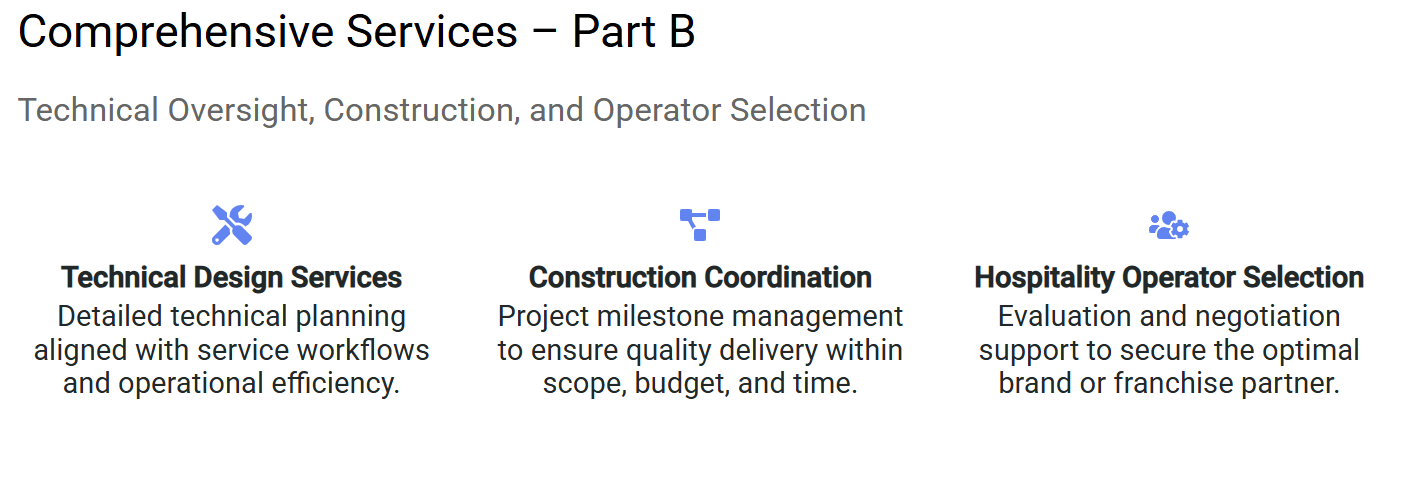 Comprehensive Services – Part B
Technical Oversight, Construction, and Operator Selection
Technical Design Services
Detailed technical planning
aligned with service workflows
and operational efficiency.
Construction Coordination
Project milestone management
to ensure quality delivery within
scope, budget, and time.
Hospitality Operator Selection
Evaluation and negotiation
support to secure the optimal
brand or franchise partner.